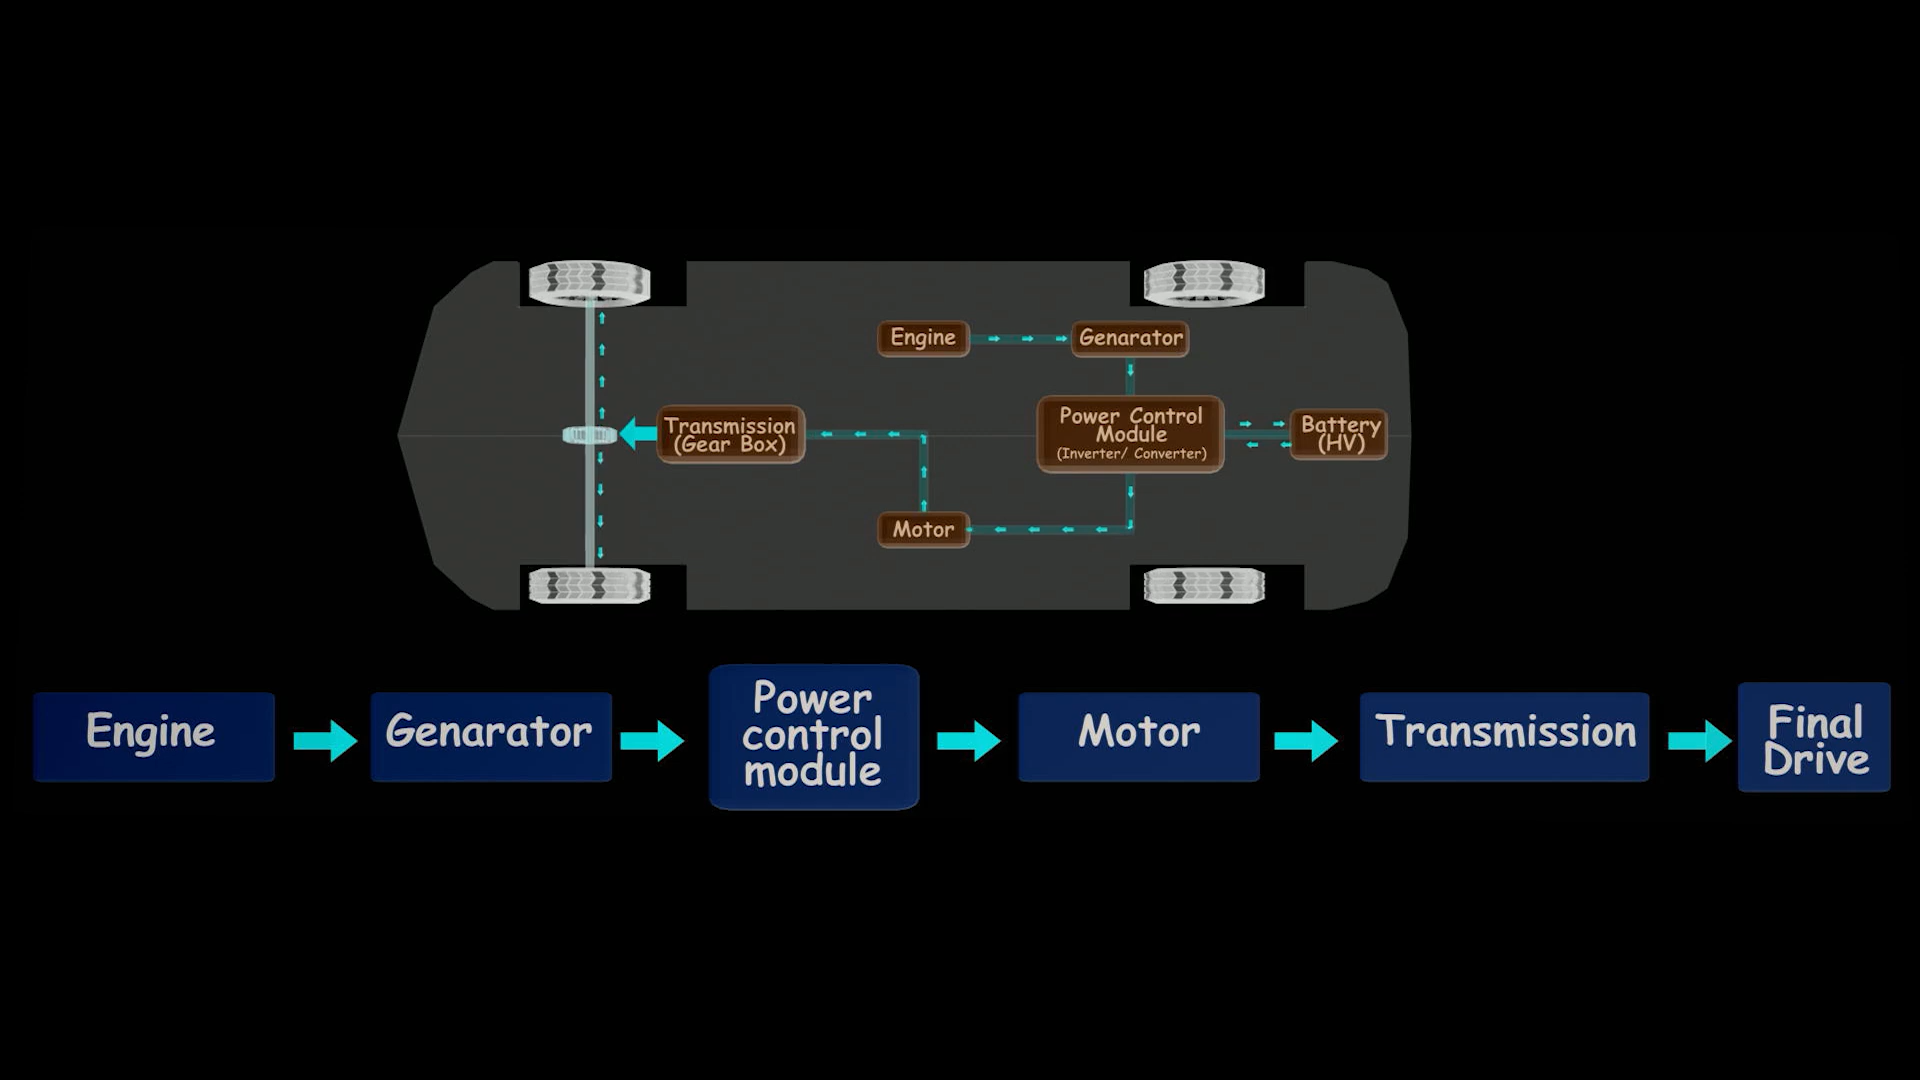 Engine
Genarator
Power Control
Module
(Inverter/ Converter)
Battery
(HV)
Transmission
(Gear Box)
Motor
Engine
Genarator
Power
control
module
Motor
Transmission
Final
Drive